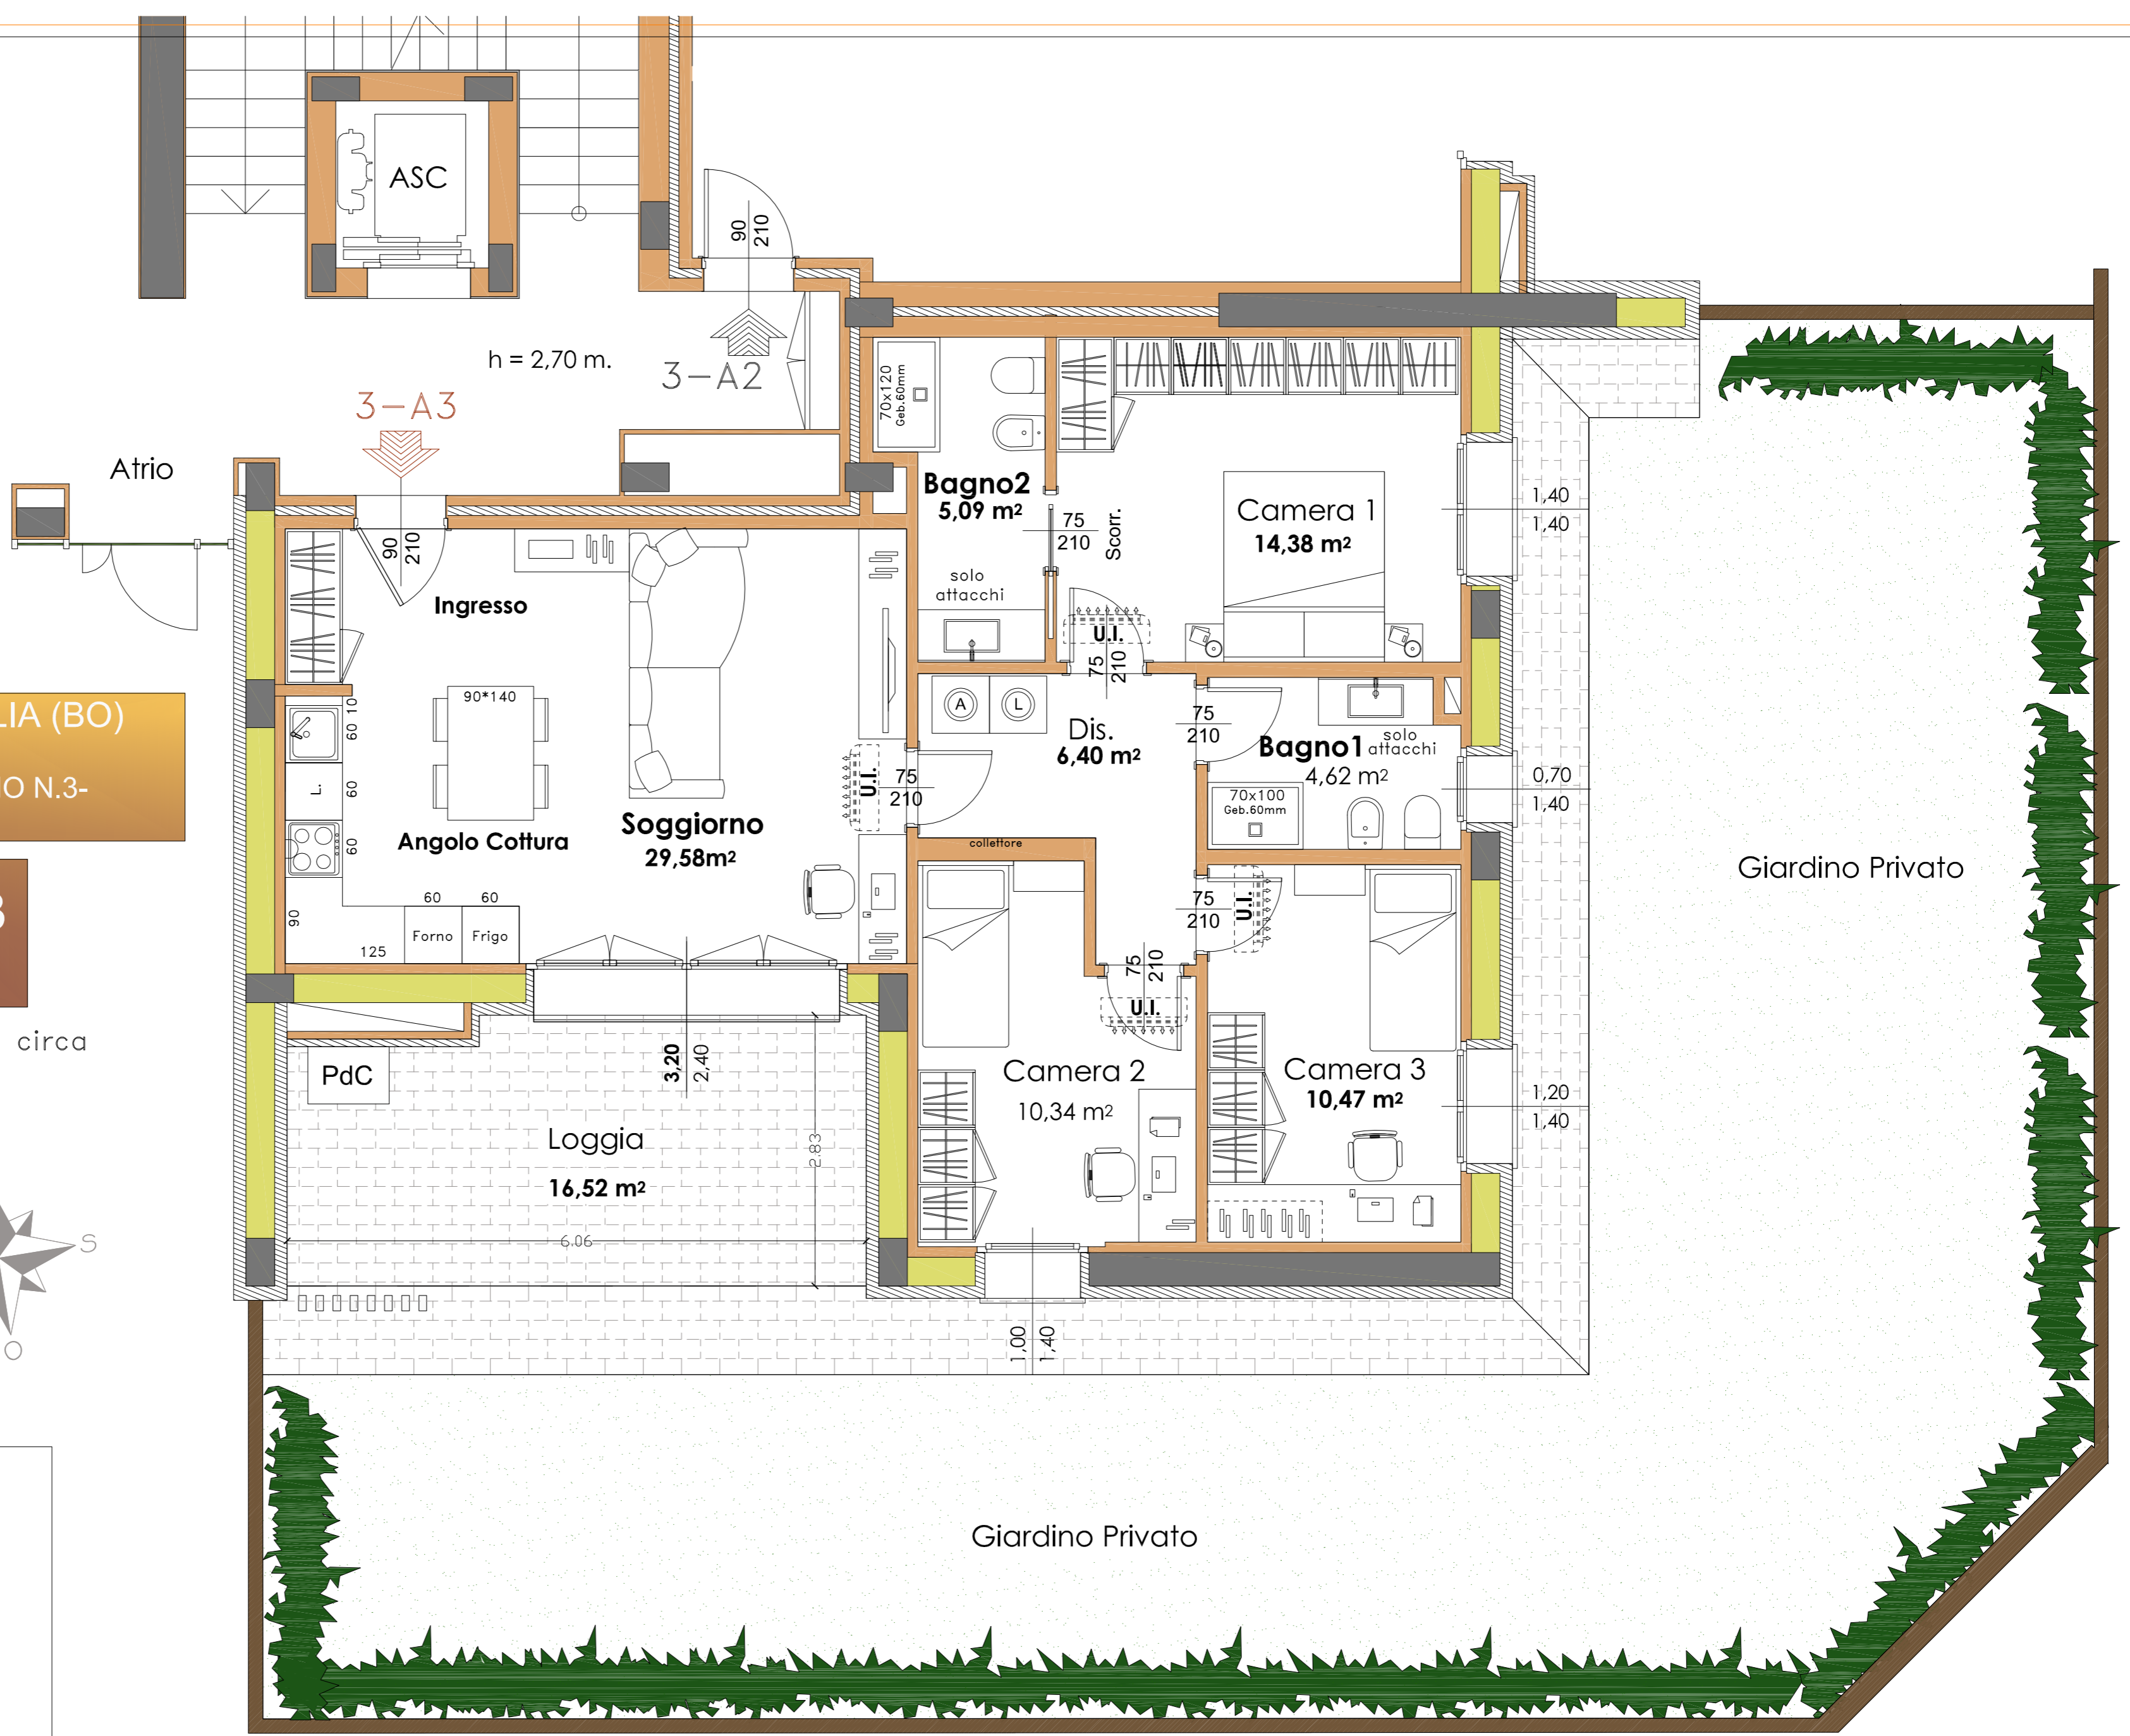 ASC
90
210
h = 2,70 m.
3-A2
3-A3
Atrio
70x120
Geb.60mm
Bagno2
5,09 m²
75
210
Scorr.
solo
attacchi
Camera 1
14,38 m²
1,40
1,40
90
210
Ingresso
U.I.
75
210
LIA (BO)
O N.3-
circa
S
O
90*140
10
60
60
60
L.
Angolo Cottura
Soggiorno
29,58m²
U.I.
75
210
A
L
Dis.
6,40 m²
75
210
Bagno1
solo
attacchi
4,62 m²
70x100
Geb.60mm
0,70
1,40
collettore
Giardino Privato
90
125
60
60
Forno
Frigo
75
210
U.I.
75
210
U.I.
PdC
3,20
2,40
Loggia
16,52 m²
2.83
6.06
Camera 2
10,34 m²
Camera 3
10,47 m²
1,20
1,40
1,00
1,40
Giardino Privato